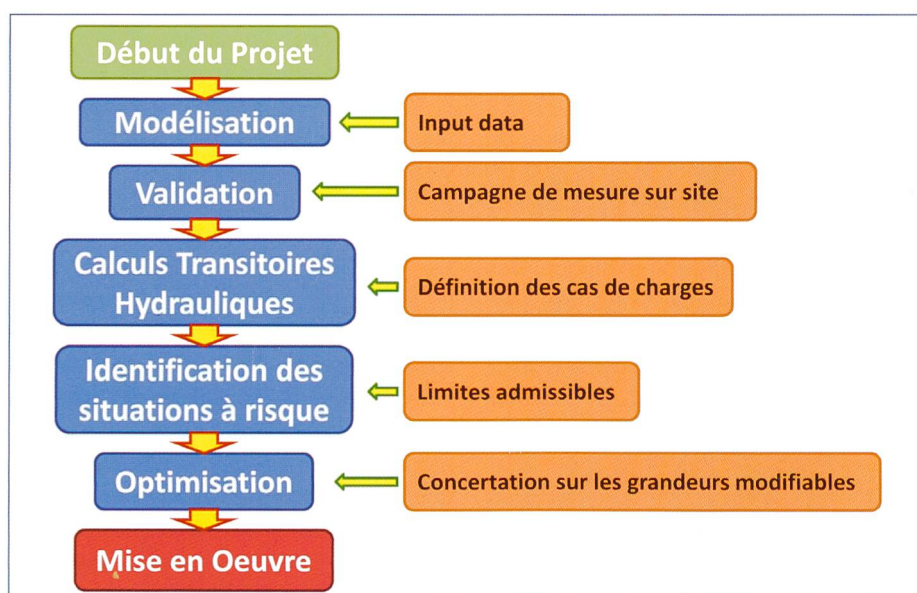 Début du Projet
Modélisation
Input data
Validation
Campagne de mesure sur site
Calculs Transitoires
Hydrauliques
Définition des cas de charges
Identification des
situations à risque
Limites admissibles
Optimisation
Concertation sur les grandeurs modifiables
Mise en Oeuvre